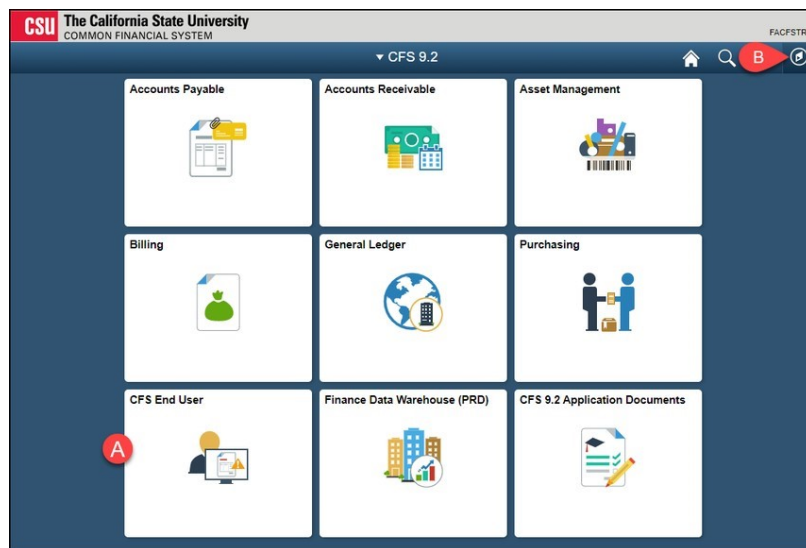 CSU The California State University
COMMON FINANCIAL SYSTEM
FACFSTR
CFS 9.2
B
Accounts Payable
Accounts Receivable
Asset Management
Billing
General Ledger
Purchasing
CFS End User
Finance Data Warehouse (PRD)
CFS 9.2 Application Documents
A